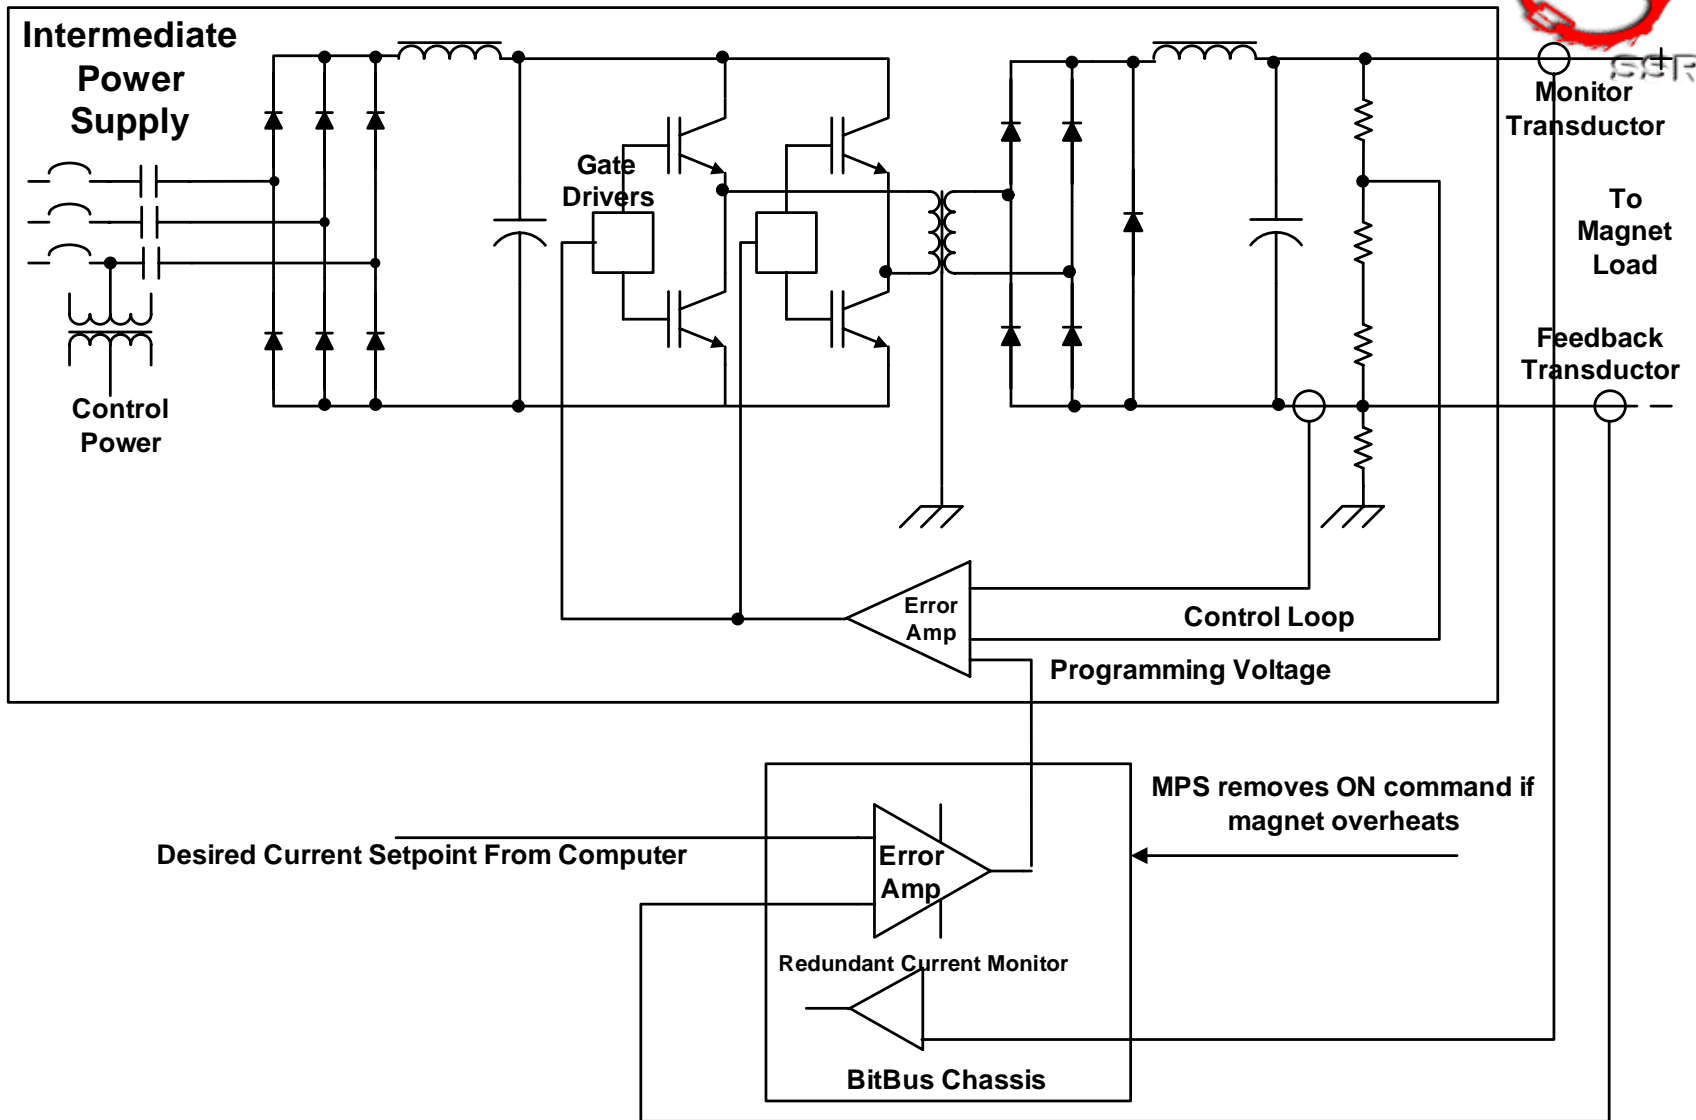 Intermediate
Power
Supply
Gate
Drivers
Control
Power
+
Monitor
Transductor
To
Magnet
Load
Feedback
Transductor
Error
Amp
Control Loop
Programming Voltage
MPS removes ON command if
magnet overheats
Desired Current Setpoint From Computer
Error
Amp
Redundant Current Monitor
BitBus Chassis